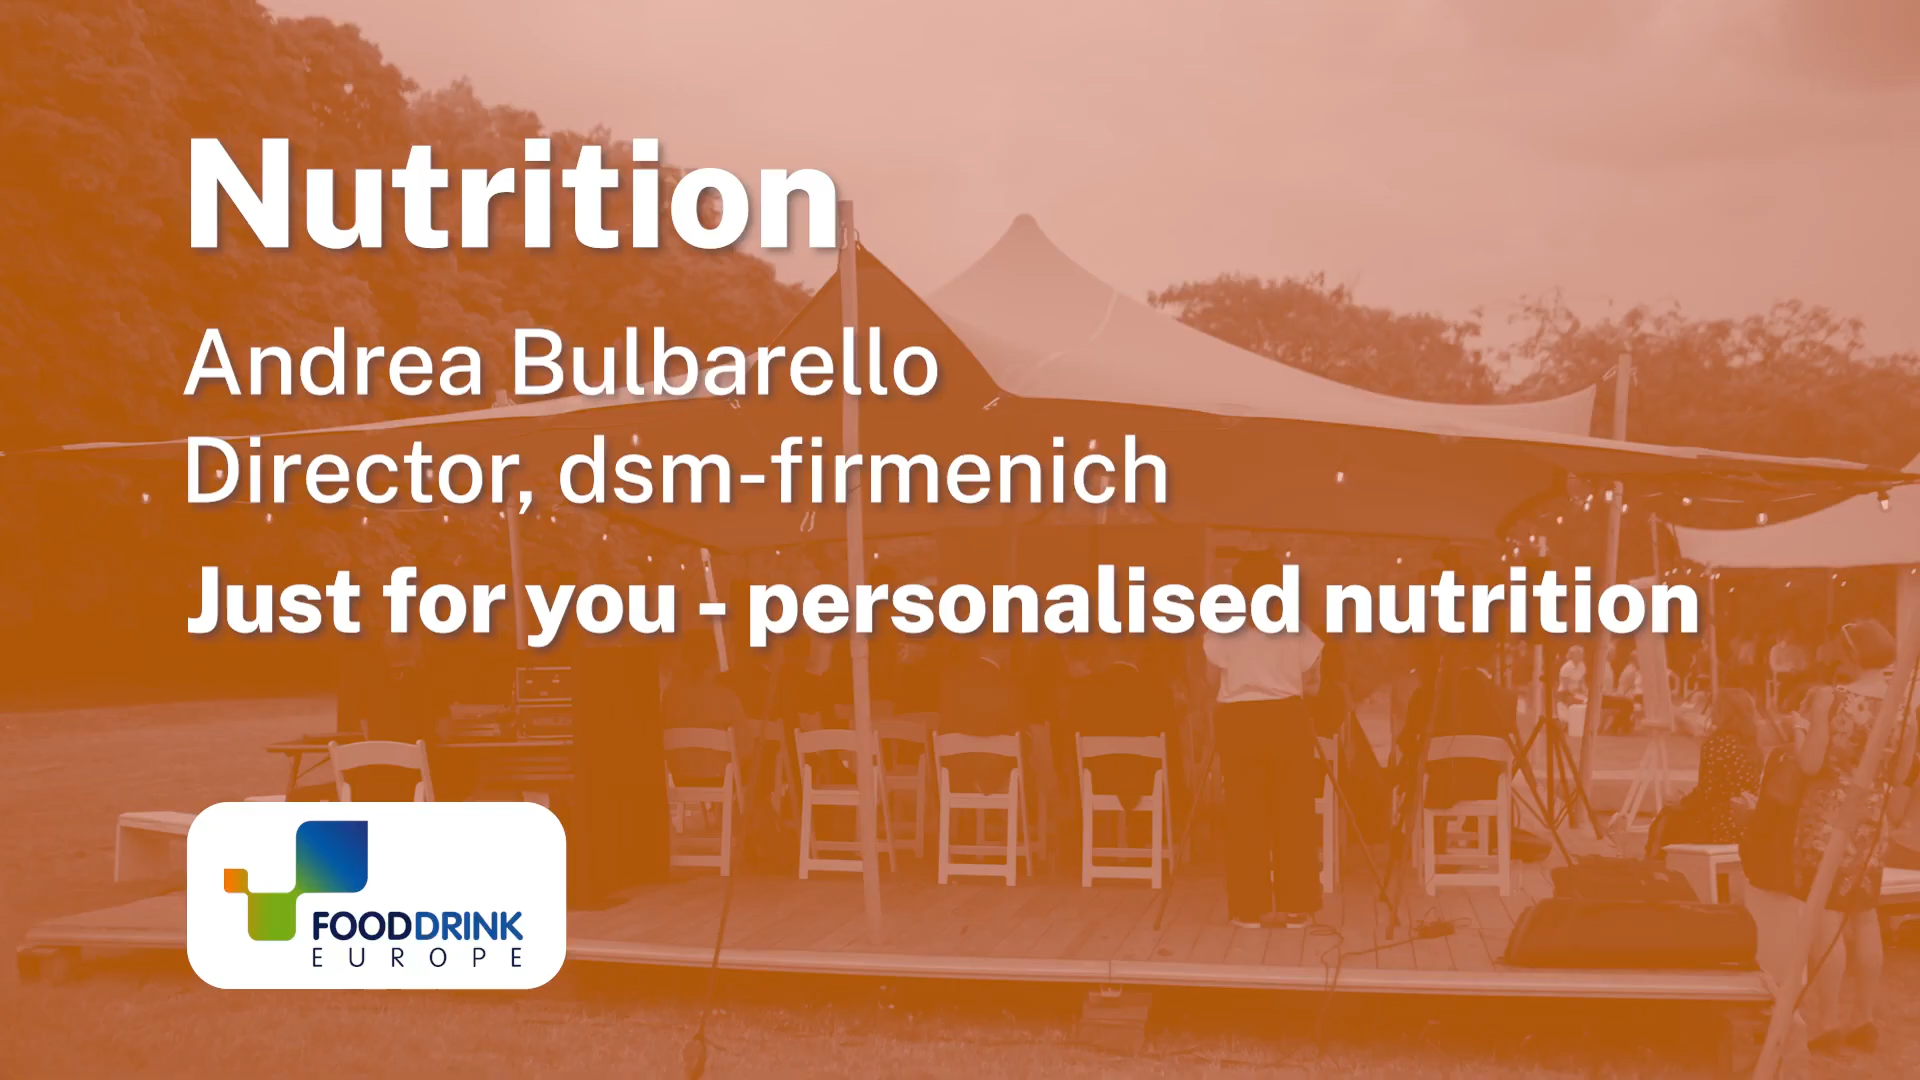 Nutrition
Andrea Bulbarello
Director, dsm-firmenich
Just for you - personalised nutrition
FOODDRINK
EUROPE